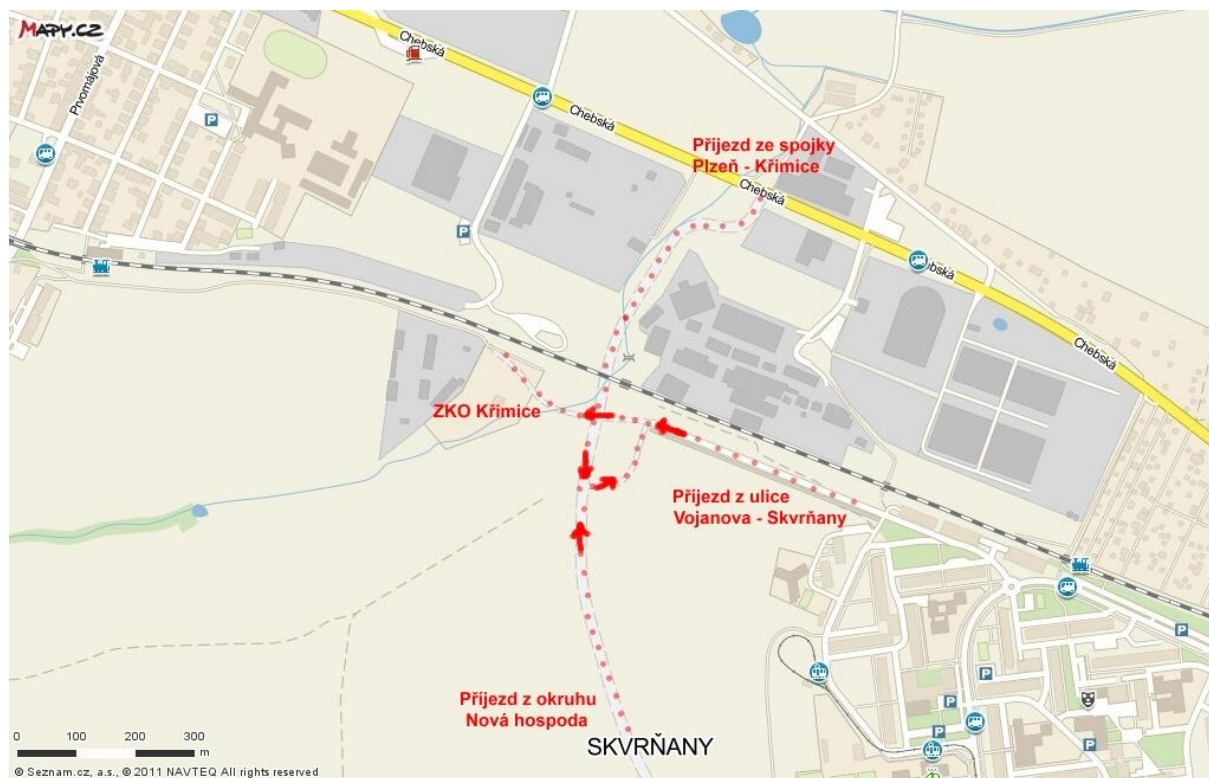 MAPY.CZ
Chebská
Prvomájová
P
Chebská
Příjezd ze spojky
Plzeň - Křimice
Chebská
P
Chebská
Chebská
ZKO Křimice
Příjezd z ulice
Vojanova - Skvrňany
P
P
P
P
Příjezd z okruhu
Nová hospoda
SKVRŇANY
0 100 200 300
m
© Seznam.cz, a.s., © 2011 NAVTEQ All rights reserved